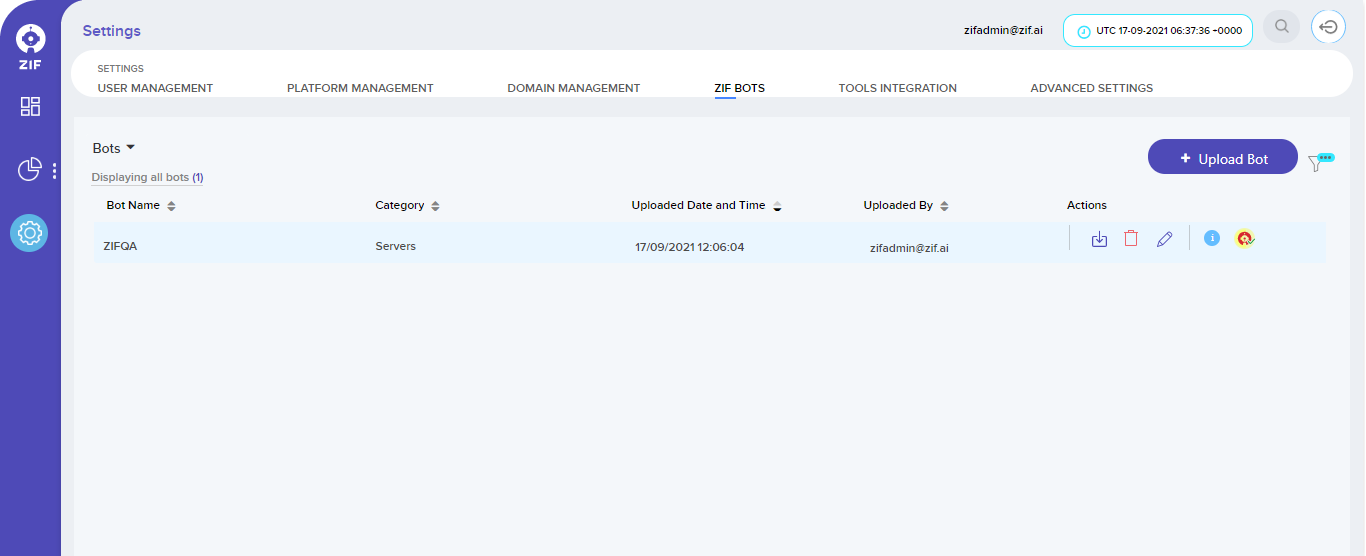 Settings
zifadmin@zif.ai
UTC 17-09-2021 06:37:36 +0000
ZIF
SETTINGS
USER MANAGEMENT PLATFORM MANAGEMENT DOMAIN MANAGEMENT ZIF BOTS TOOLS INTEGRATION ADVANCED SETTINGS
Bots
+ Upload Bot
Displaying all bots (1)
Bot Name Category Uploaded Date and Time Uploaded By Actions
ZIFQA Servers 17/09/2021 12:06:04 zifadmin@zif.ai